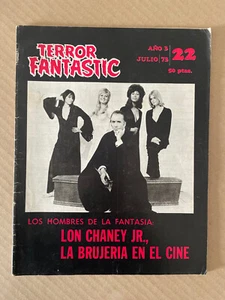 TERROR
FANTASTIC
AÑO 3
JULIO/73
22
50 ptas.
LOS HOMBRES DE LA FANTASIA:
LON CHANEY JR.,
LA BRUJERIA EN EL CINE